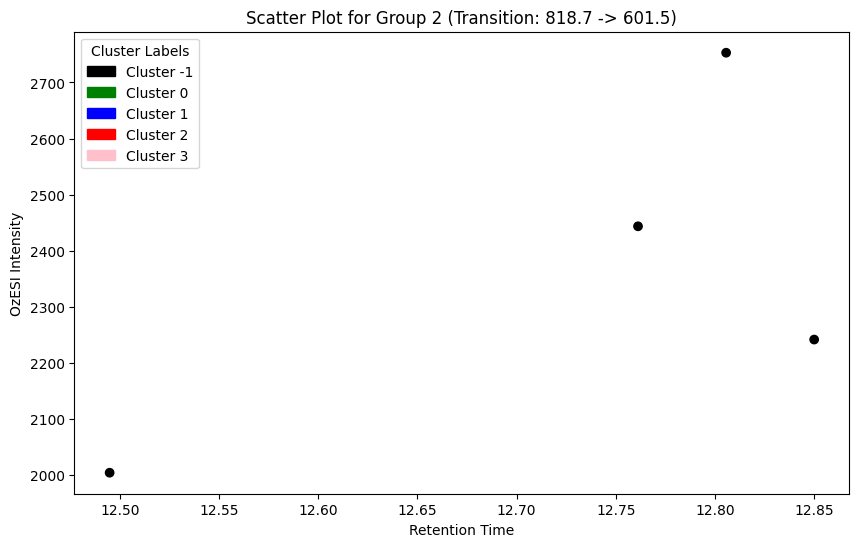 Scatter Plot for Group 2 (Transition: 818.7 -> 601.5)
Cluster Labels
Cluster -1
Cluster 0
Cluster 1
Cluster 2
Cluster 3
OzESI Intensity
2700
2600
2500
2400
2300
2200
2100
2000
12.50 12.55 12.60 12.65 12.70 12.75 12.80 12.85
Retention Time